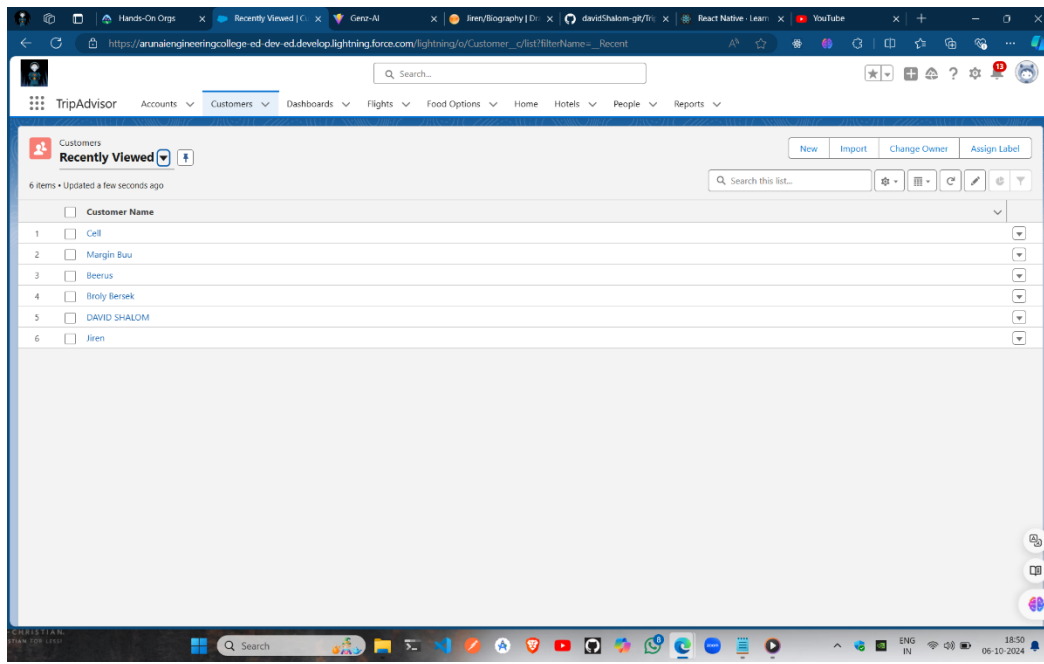 Hands-On Orgs
Recently Viewed | Cu
Genz-AI
Jiren/Biography | Dr
davidShalom-git/Trip
React Native · Learn
YouTube
https://arunaiengineeringcollege-ed-dev-ed.develop.lightning.force.com/lightning/o/Customer__c/list?filterName=__Recent
Search...
13
TripAdvisor Accounts Customers Dashboards Flights Food Options Home Hotels People Reports
Customers
Recently Viewed
New Import Change Owner Assign Label
6 items • Updated a few seconds ago
Search this list...
Customer Name
1 Cell
2 Margin Buu
3 Beerus
4 Broly Bersek
5 DAVID SHALOM
6 Jiren
Search
ENG
IN
18:50
06-10-2024